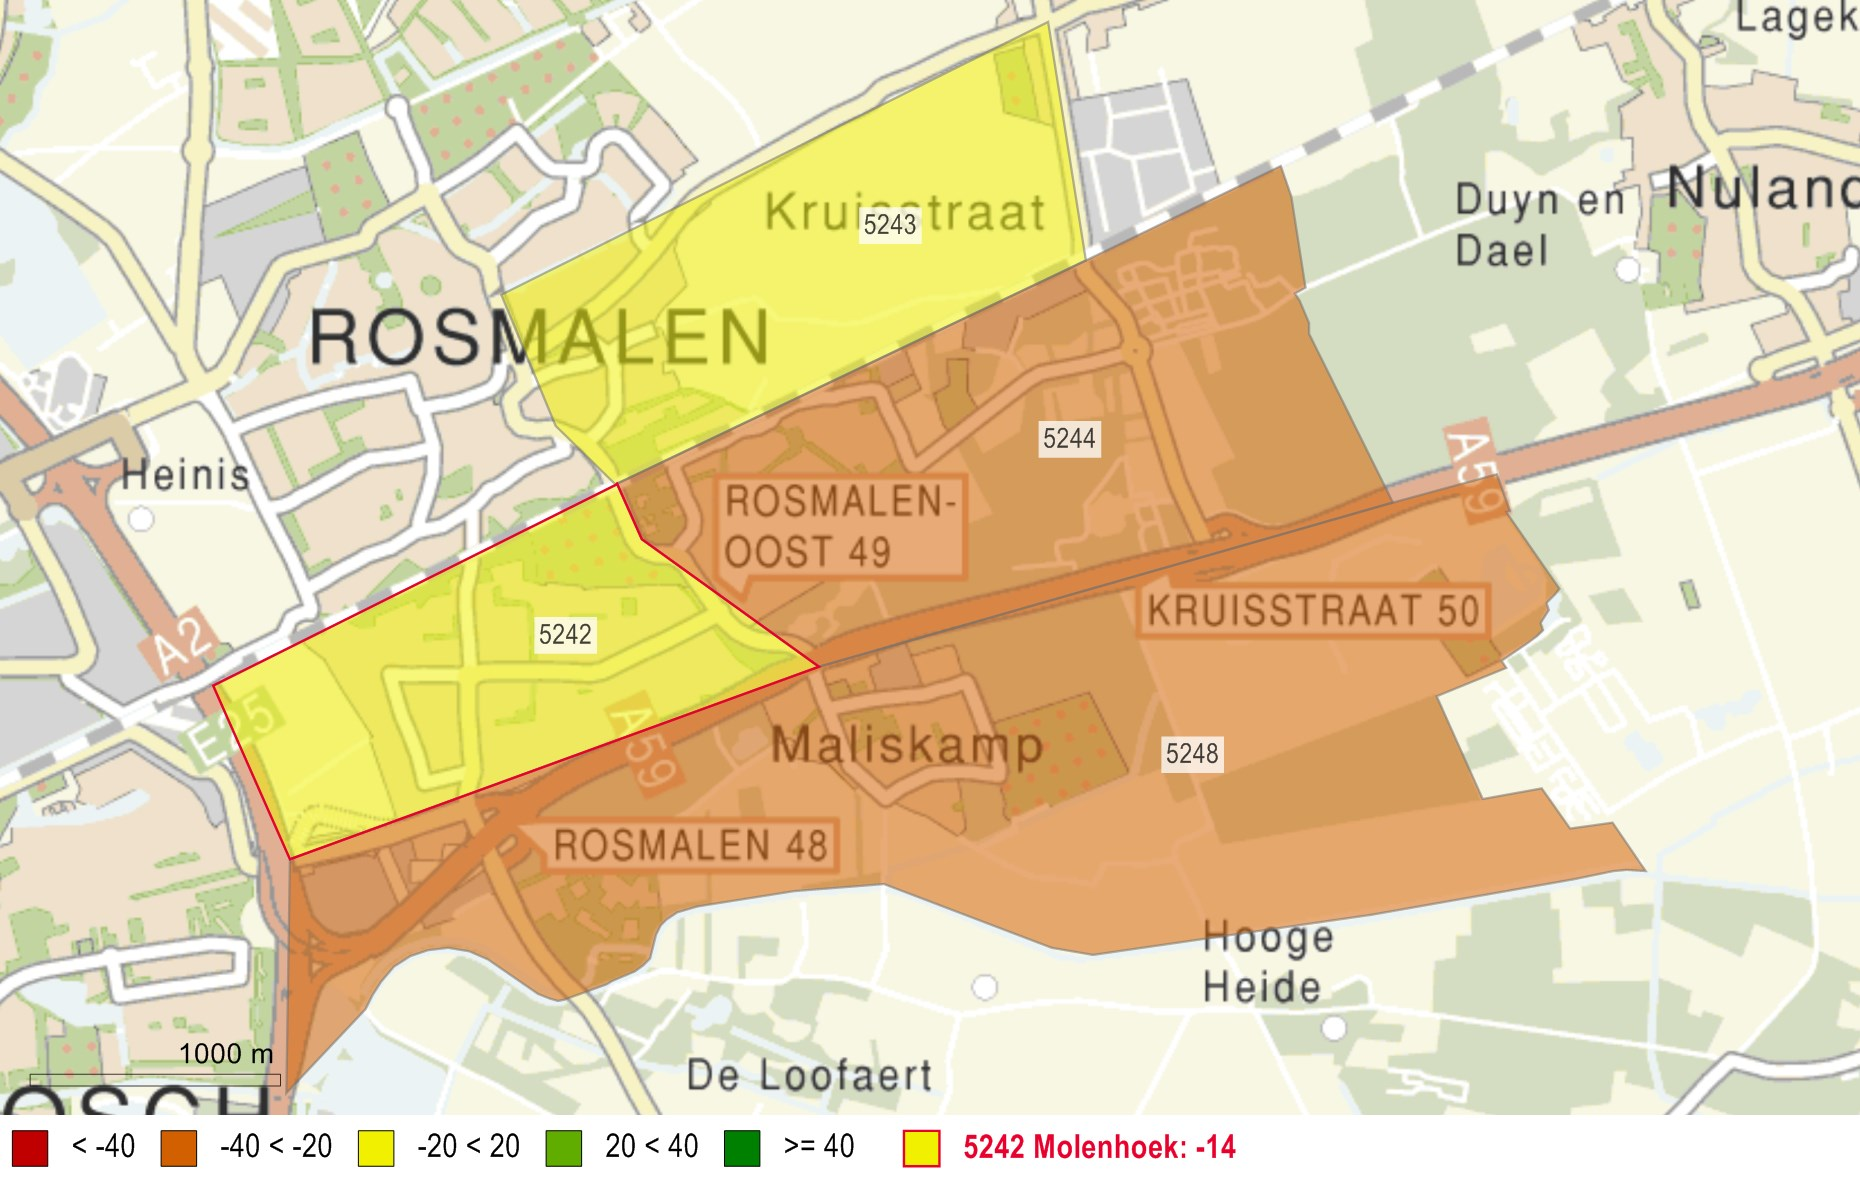 Lagek
Kruisstraat
5243
Duyn en
Dael
Nuland
ROSMALEN
Heinis
5244
A59
ROSMALEN-
OOST 49
KRUISSTRAAT 50
A2
5242
E25
A59
Maliskamp
5248
ROSMALEN 48
Hooge
Heide
1000 m
De Loofaert
OSCH
< -40
-40 < -20
-20 < 20
20 < 40
>= 40
5242 Molenhoek: -14